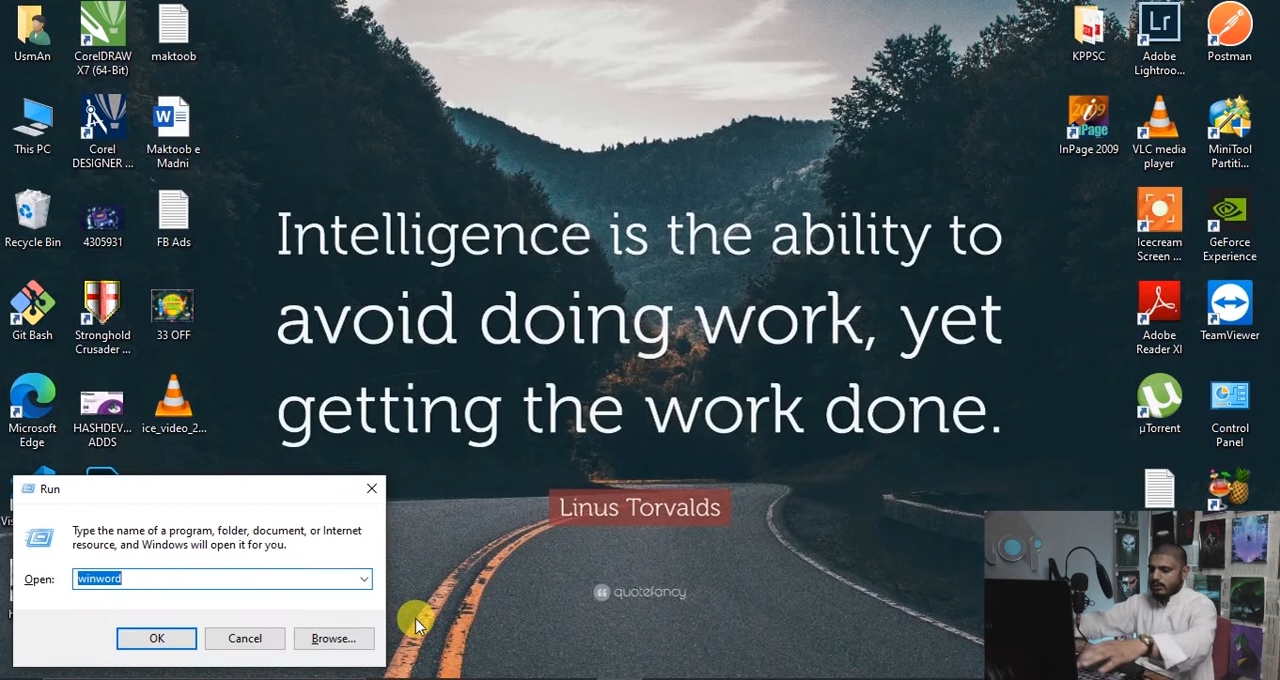 UsmAn
CorelDRAW
X7 (64-Bit)
maktoob
This PC
Corel
DESIGNER ...
Maktoob e
Madni
Recycle Bin
4305931
FB Ads
Git Bash
Stronghold
Crusader ...
33 OFF
Microsoft
Edge
HASHDEV...
ADDS
ice_video_2...
KPPSC
Lr
Adobe
Lightroo...
Postman
2009
InPage
InPage 2009
VLC media
player
MiniTool
Partiti...
Icecream
Screen ...
GeForce
Experience
Adobe
Reader XI
TeamViewer
µTorrent
Control
Panel
Intelligence is the ability to
avoid doing work, yet
getting the work done.
Linus Torvalds
quotefancy
Run
Type the name of a program, folder, document, or Internet
resource, and Windows will open it for you.
Open:
winword
OK
Cancel
Browse...